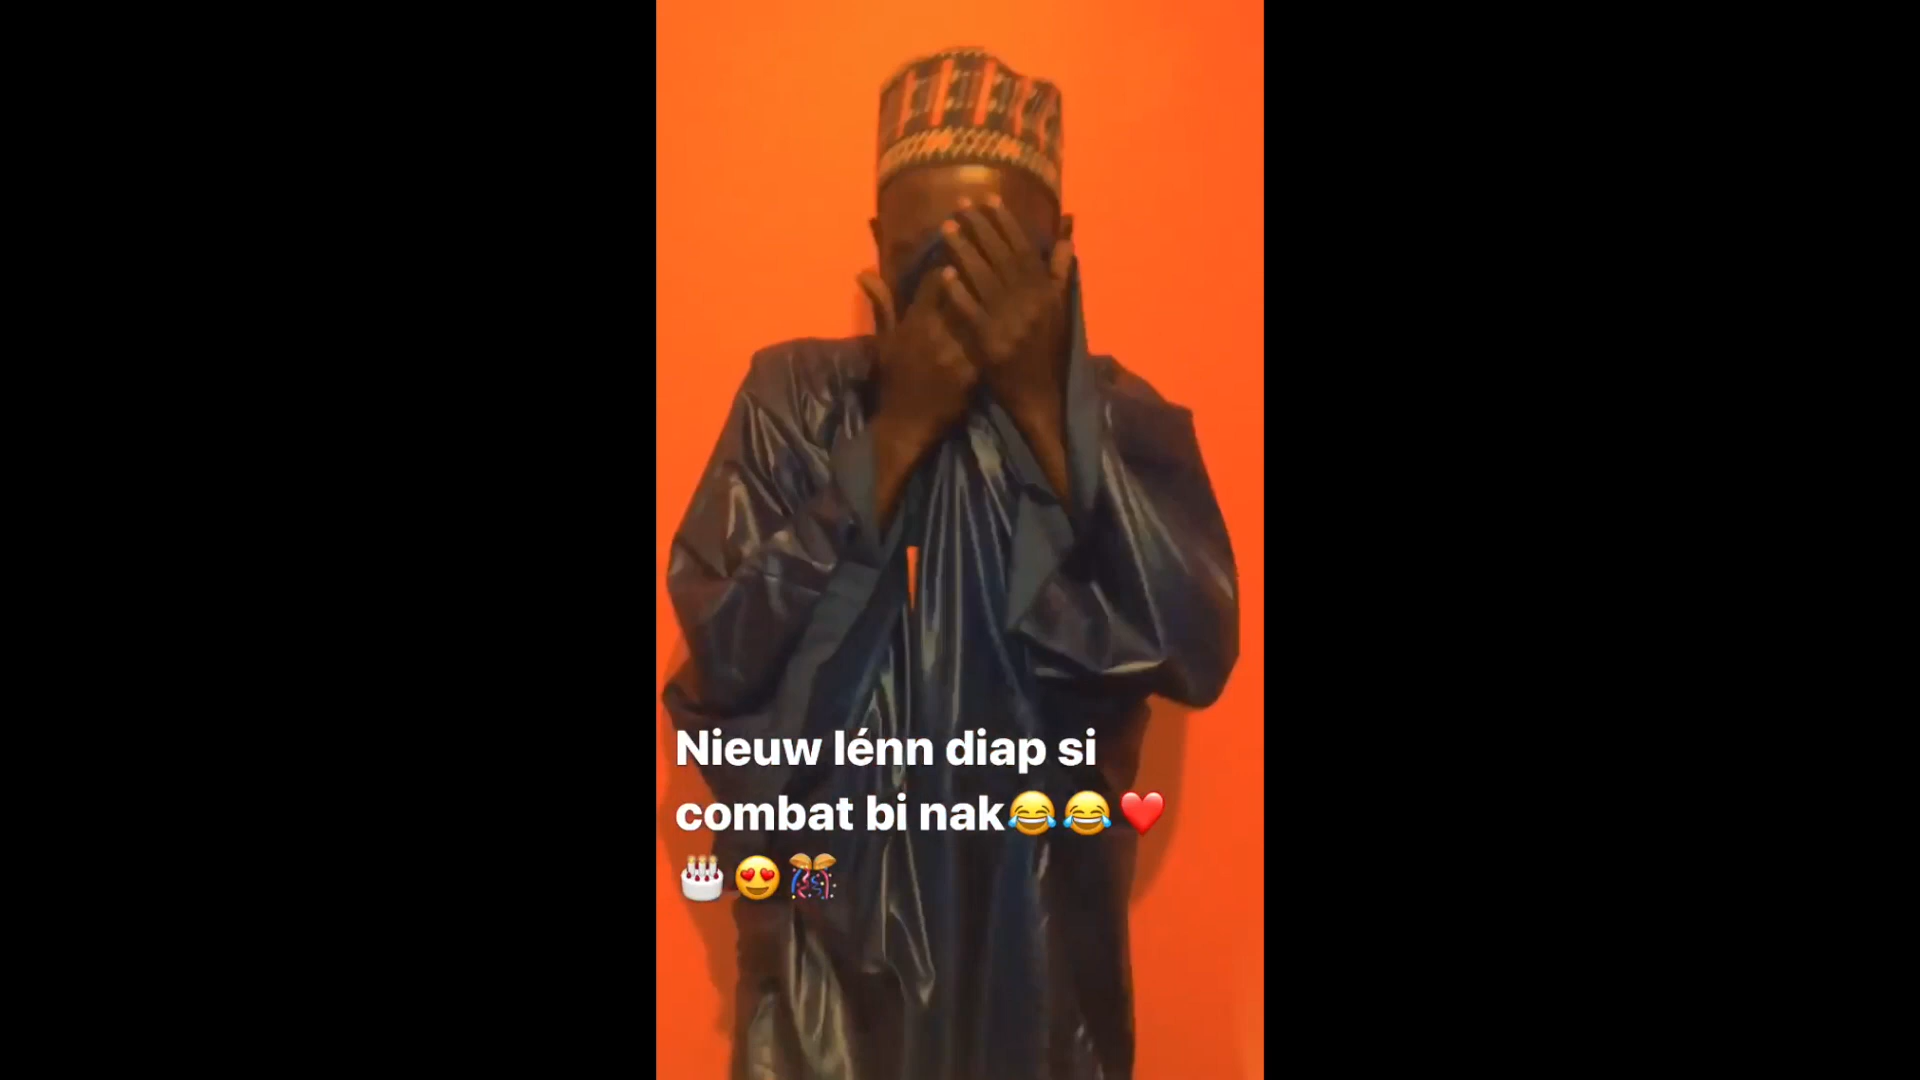 Nieuw lénn diap si
combat bi nak😂😂❤️
🎂😍🎊